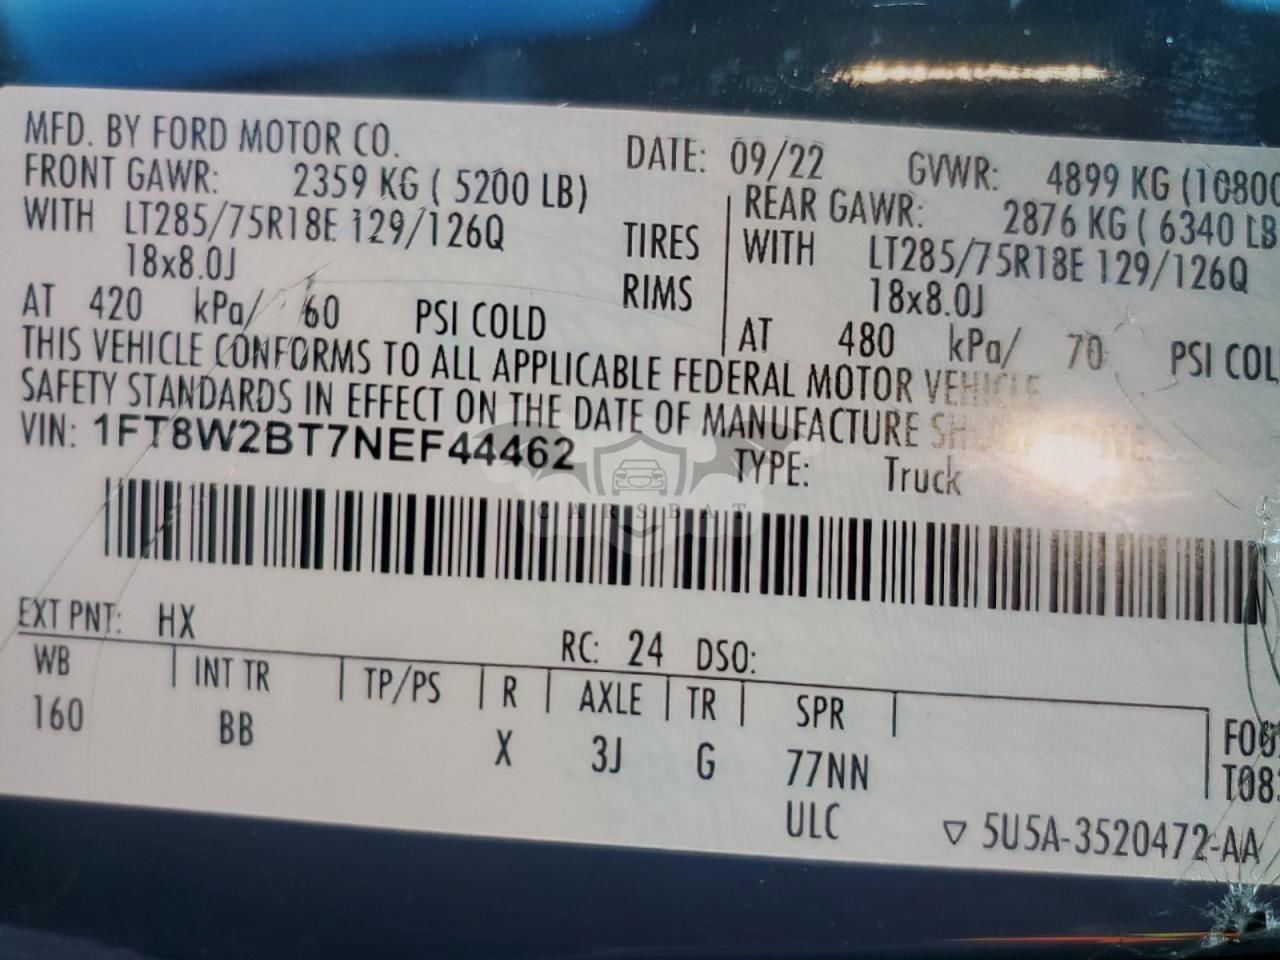 MFD. BY FORD MOTOR CO. DATE: 09/22 GVWR: 4899 KG (10800
FRONT GAWR: 2359 KG ( 5200 LB) REAR GAWR: 2876 KG ( 6340 LB
WITH LT285/75R18E 129/126Q TIRES WITH LT285/75R18E 129/126Q
18x8.0J RIMS 18x8.0J
AT 420 kPa/ 60 PSI COLD AT 480 kPa/ 70 PSI COL
THIS VEHICLE CONFORMS TO ALL APPLICABLE FEDERAL MOTOR VEHICLE
SAFETY STANDARDS IN EFFECT ON THE DATE OF MANUFACTURE
VIN: 1FT8W2BT7NEF44462 TYPE: Truck
CARSBAT
EXT PNT: HX RC: 24 DSO:
WB INT TR TP/PS R AXLE TR SPR
160 BB X 3J G 77NN
ULC ▽ 5U5A-3520472-AA